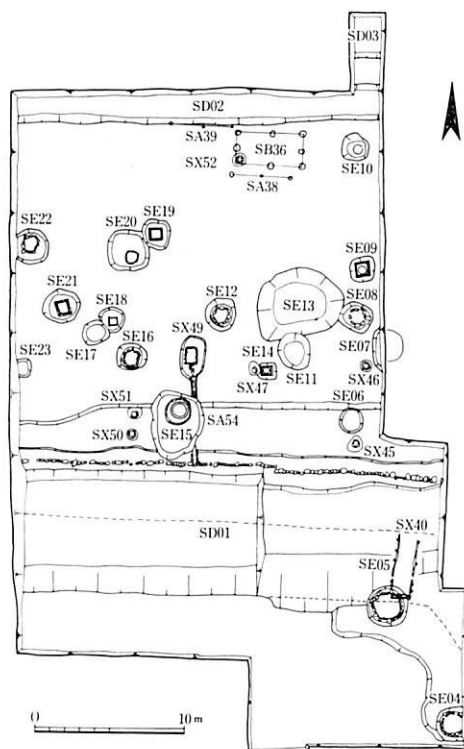 SD03
SD02
SA39
SB36
SX52
SE10
SA38
SE19
SE20
SE22
SE09
SE12
SE13
SE08
SE21
SE18
SX49
SE16
SE17
SE14
SE07
SE23
SX47
SE11
SX46
SX51
SE06
SA54
SX50
SE15
SX45
SD01
SX40
SE05
SE04
0
10 m